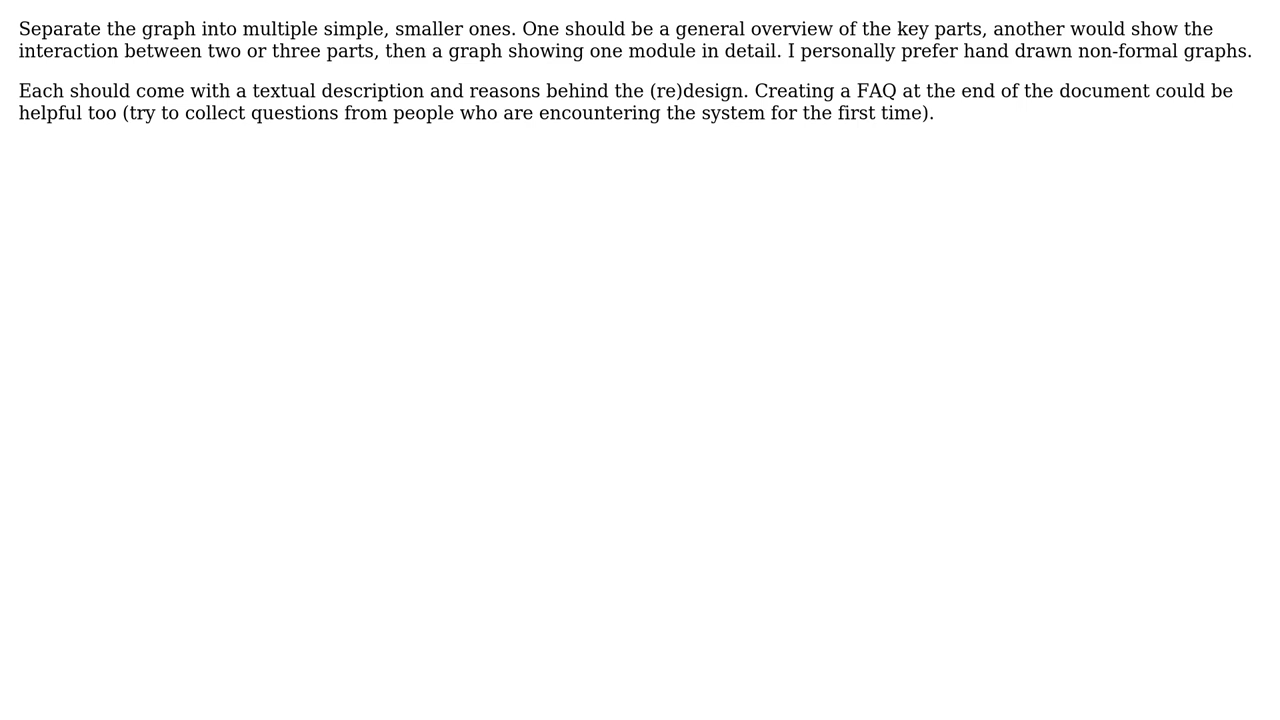 Separate the graph into multiple simple, smaller ones. One should be a general overview of the key parts, another would show the
interaction between two or three parts, then a graph showing one module in detail. I personally prefer hand drawn non-formal graphs.
Each should come with a textual description and reasons behind the (re)design. Creating a FAQ at the end of the document could be
helpful too (try to collect questions from people who are encountering the system for the first time).